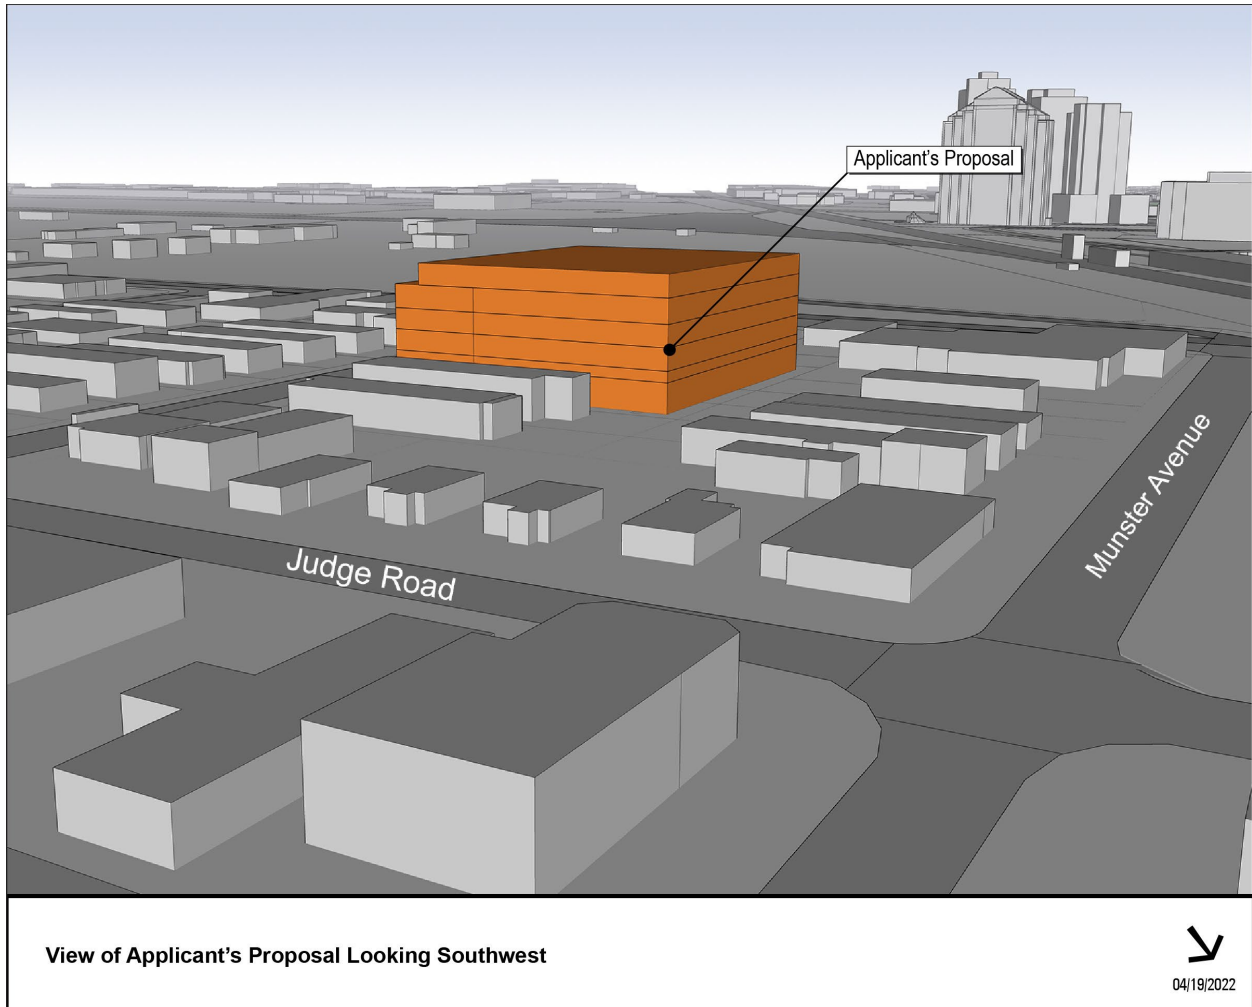 Applicant’s Proposal
Munster Avenue
Judge Road
View of Applicant’s Proposal Looking Southwest
04/19/2022